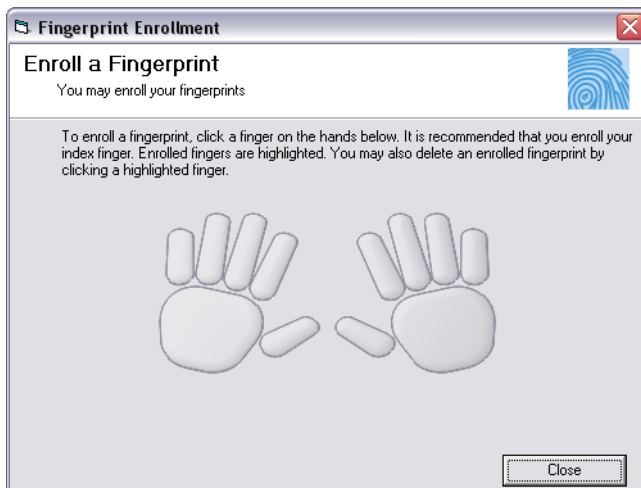 Fingerprint Enrollment
Enroll a Fingerprint
You may enroll your fingerprints
To enroll a fingerprint, click a finger on the hands below. It is recommended that you enroll your
index finger. Enrolled fingers are highlighted. You may also delete an enrolled fingerprint by
clicking a highlighted finger.
Close